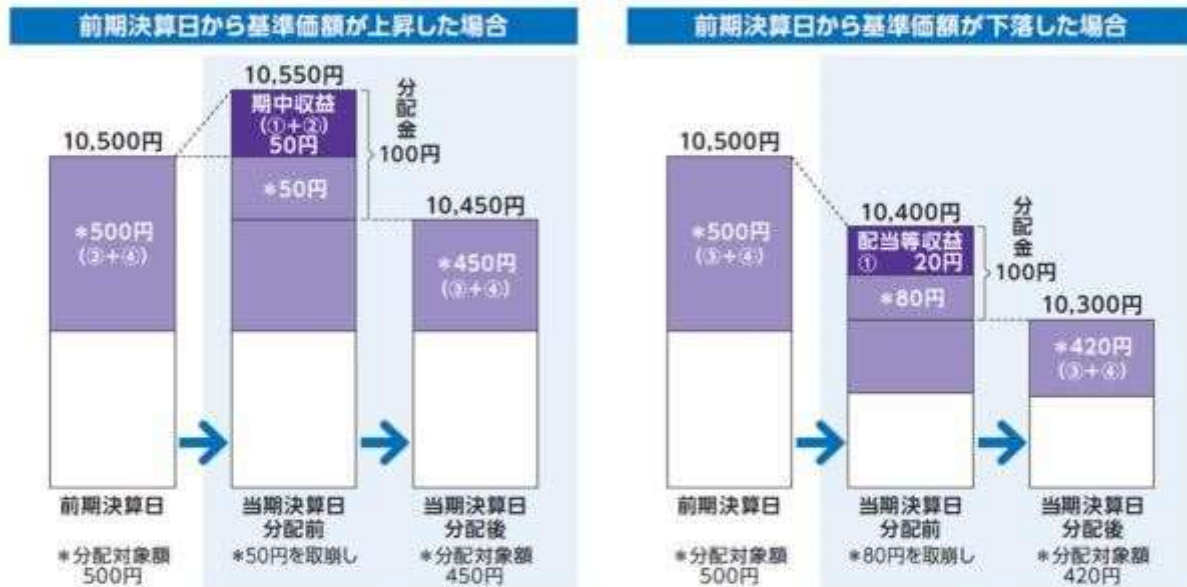 前期決算日から基準価額が上昇した場合
10,550円
期中収益
(①+②)
50円
分配金
100円
10,500円
*50円
10,450円
*500円
(③+④)
*450円
(③+④)
前期決算日
当期決算日
分配前
当期決算日
分配後
*分配対象額
500円
*50円を取崩し
*分配対象額
450円
前期決算日から基準価額が下落した場合
10,500円
10,400円
配当等収益
① 20円
分配金
100円
*500円
(③+④)
*80円
10,300円
*420円
(③+④)
前期決算日
当期決算日
分配前
当期決算日
分配後
*分配対象額
500円
*80円を取崩し
*分配対象額
420円